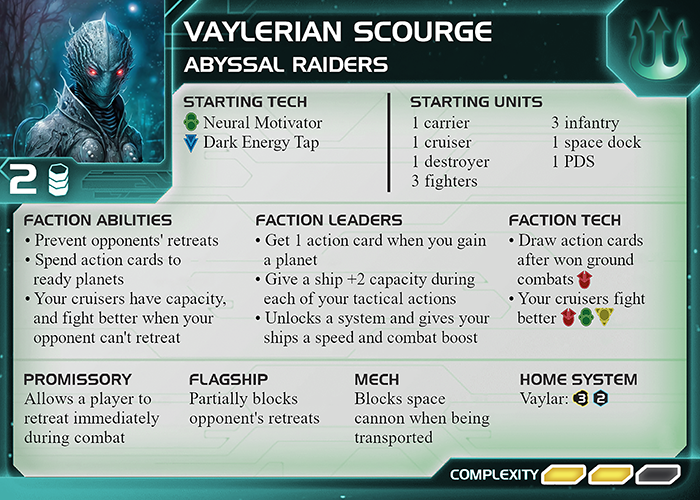 VAYLERIAN SCOURGE
ABYSSAL RAIDERS
2
STARTING TECH
Neural Motivator
Dark Energy Tap
STARTING UNITS
1 carrier
1 cruiser
1 destroyer
3 fighters
3 infantry
1 space dock
1 PDS
FACTION ABILITIES
• Prevent opponents' retreats
• Spend action cards to
ready planets
• Your cruisers have capacity,
and fight better when your
opponent can't retreat
FACTION LEADERS
• Get 1 action card when you gain
a planet
• Give a ship +2 capacity during
each of your tactical actions
• Unlocks a system and gives your
ships a speed and combat boost
FACTION TECH
• Draw action cards
after won ground
combats
• Your cruisers fight
better
PROMISSORY
Allows a player to
retreat immediately
during combat
FLAGSHIP
Partially blocks
opponent's retreats
MECH
Blocks space
cannon when being
transported
HOME SYSTEM
Vaylar: 3 2
COMPLEXITY